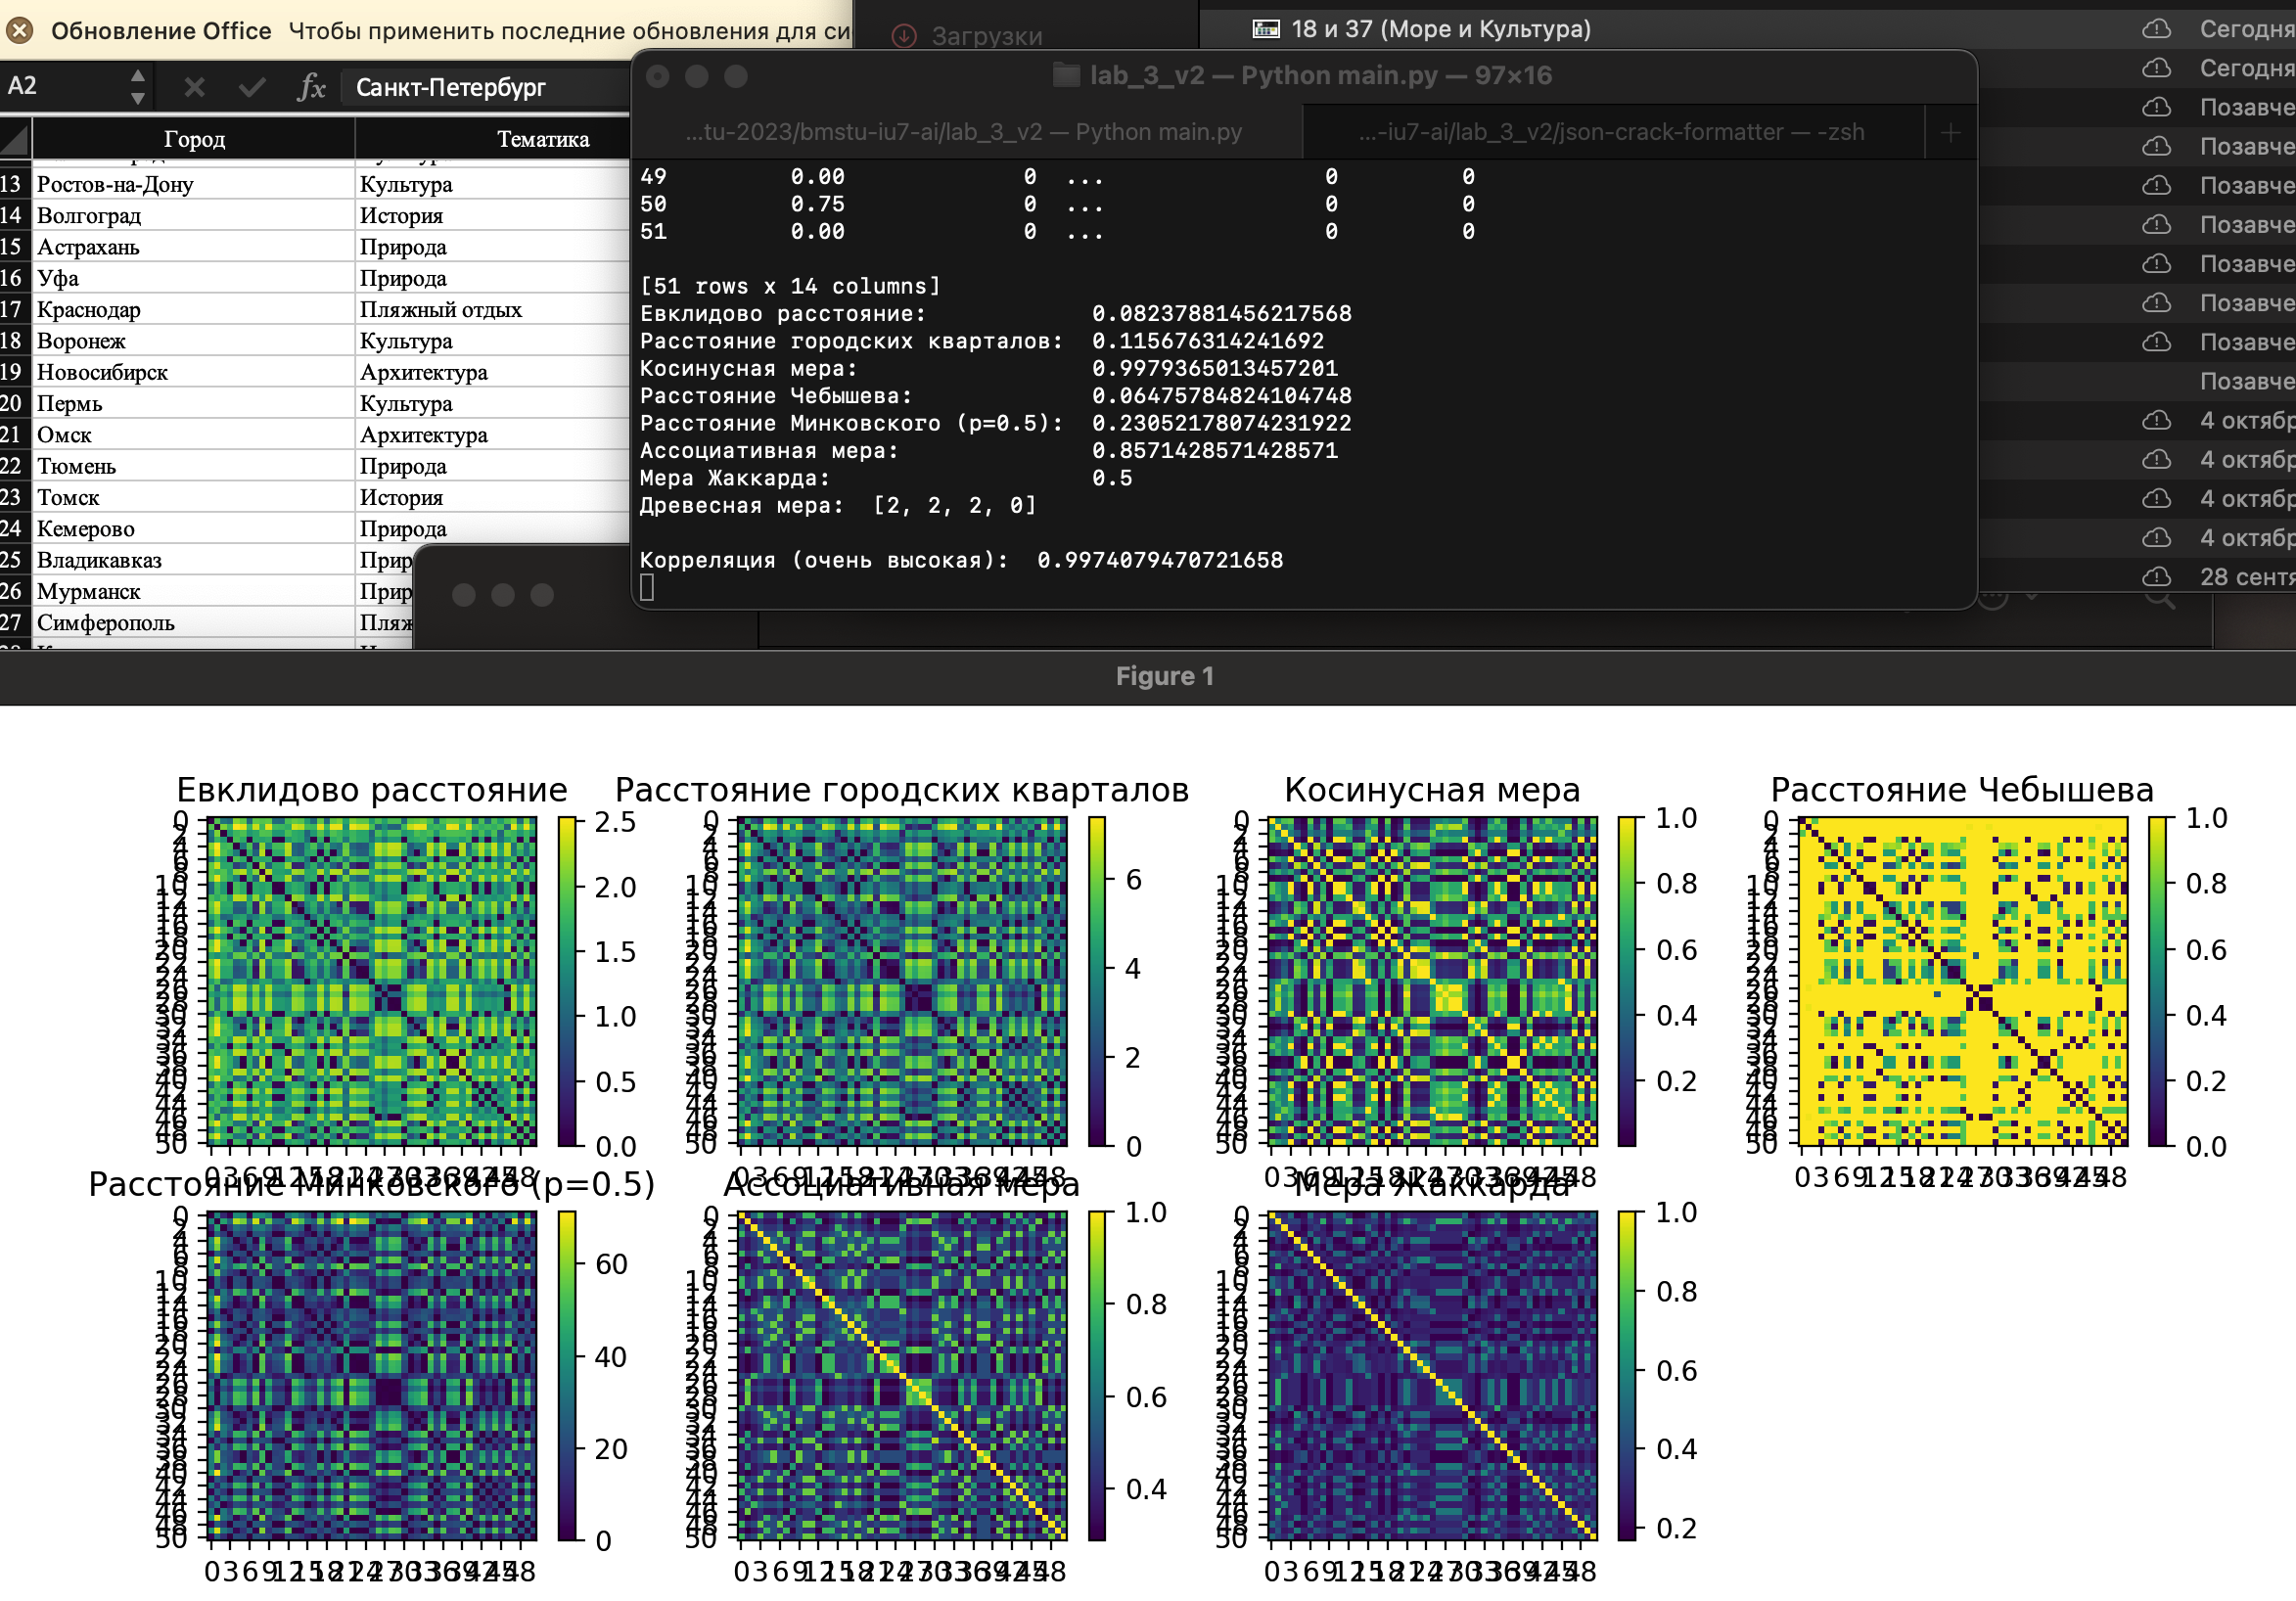 Обновление Office Чтобы применить последние обновления для си
Загрузки
18 и 37 (Море и Культура)
Сегодня
Сегодня
Позавче
Позавче
Позавче
Позавче
Позавче
Позавче
Позавче
Позавче
4 октябр
4 октябр
4 октябр
4 октябр
28 сентя
A2
fx
Санкт-Петербург
Город Тематика
13 Ростов-на-Дону Культура
14 Волгоград История
15 Астрахань Природа
16 Уфа Природа
17 Краснодар Пляжный отдых
18 Воронеж Культура
19 Новосибирск Архитектура
20 Пермь Культура
21 Омск Архитектура
22 Тюмень Природа
23 Томск История
24 Кемерово Природа
25 Владикавказ Прир
26 Мурманск Прир
27 Симферополь Пляж
lab_3_v2 — Python main.py — 97×16
...tu-2023/bmstu-iu7-ai/lab_3_v2 — Python main.py
...-iu7-ai/lab_3_v2/json-crack-formatter — -zsh
49 0.00 0 ... 0 0
50 0.75 0 ... 0 0
51 0.00 0 ... 0 0
[51 rows x 14 columns]
Евклидово расстояние: 0.08237881456217568
Расстояние городских кварталов: 0.115676314241692
Косинусная мера: 0.9979365013457201
Расстояние Чебышева: 0.06475784824104748
Расстояние Минковского (p=0.5): 0.23052178074231922
Ассоциативная мера: 0.8571428571428571
Мера Жаккарда: 0.5
Древесная мера: [2, 2, 2, 0]
Корреляция (очень высокая): 0.9974079470721658
Figure 1
Евклидово расстояние
2.5
2.0
1.5
1.0
0.5
0.0
Расстояние городских кварталов
6
4
2
0
Косинусная мера
1.0
0.8
0.6
0.4
0.2
Расстояние Чебышева
1.0
0.8
0.6
0.4
0.2
0.0
Расстояние Минковского (p=0.5)
60
40
20
0
Ассоциативная мера
1.0
0.8
0.6
0.4
Мера Жаккарда
1.0
0.8
0.6
0.4
0.2